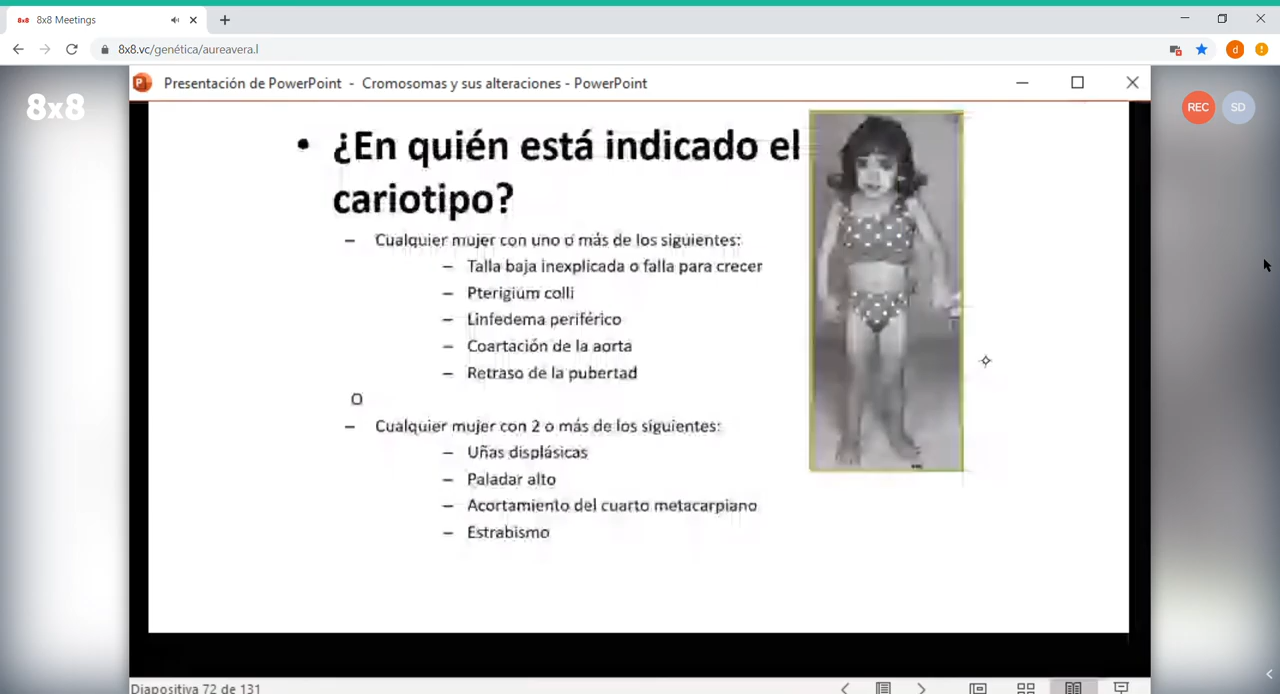 8x8 8x8 Meetings
8x8.vc/genética/aureavera.l
d
8x8
Presentación de PowerPoint - Cromosomas y sus alteraciones - PowerPoint
REC SD
• ¿En quién está indicado el
cariotipo?
– Cualquier mujer con uno o más de los siguientes:
– Talla baja inexplicada o falla para crecer
– Pterigium colli
– Linfedema periférico
– Coartación de la aorta
– Retraso de la pubertad
O
– Cualquier mujer con 2 o más de los siguientes:
– Uñas displásicas
– Paladar alto
– Acortamiento del cuarto metacarpiano
– Estrabismo
Diapositiva 72 de 131